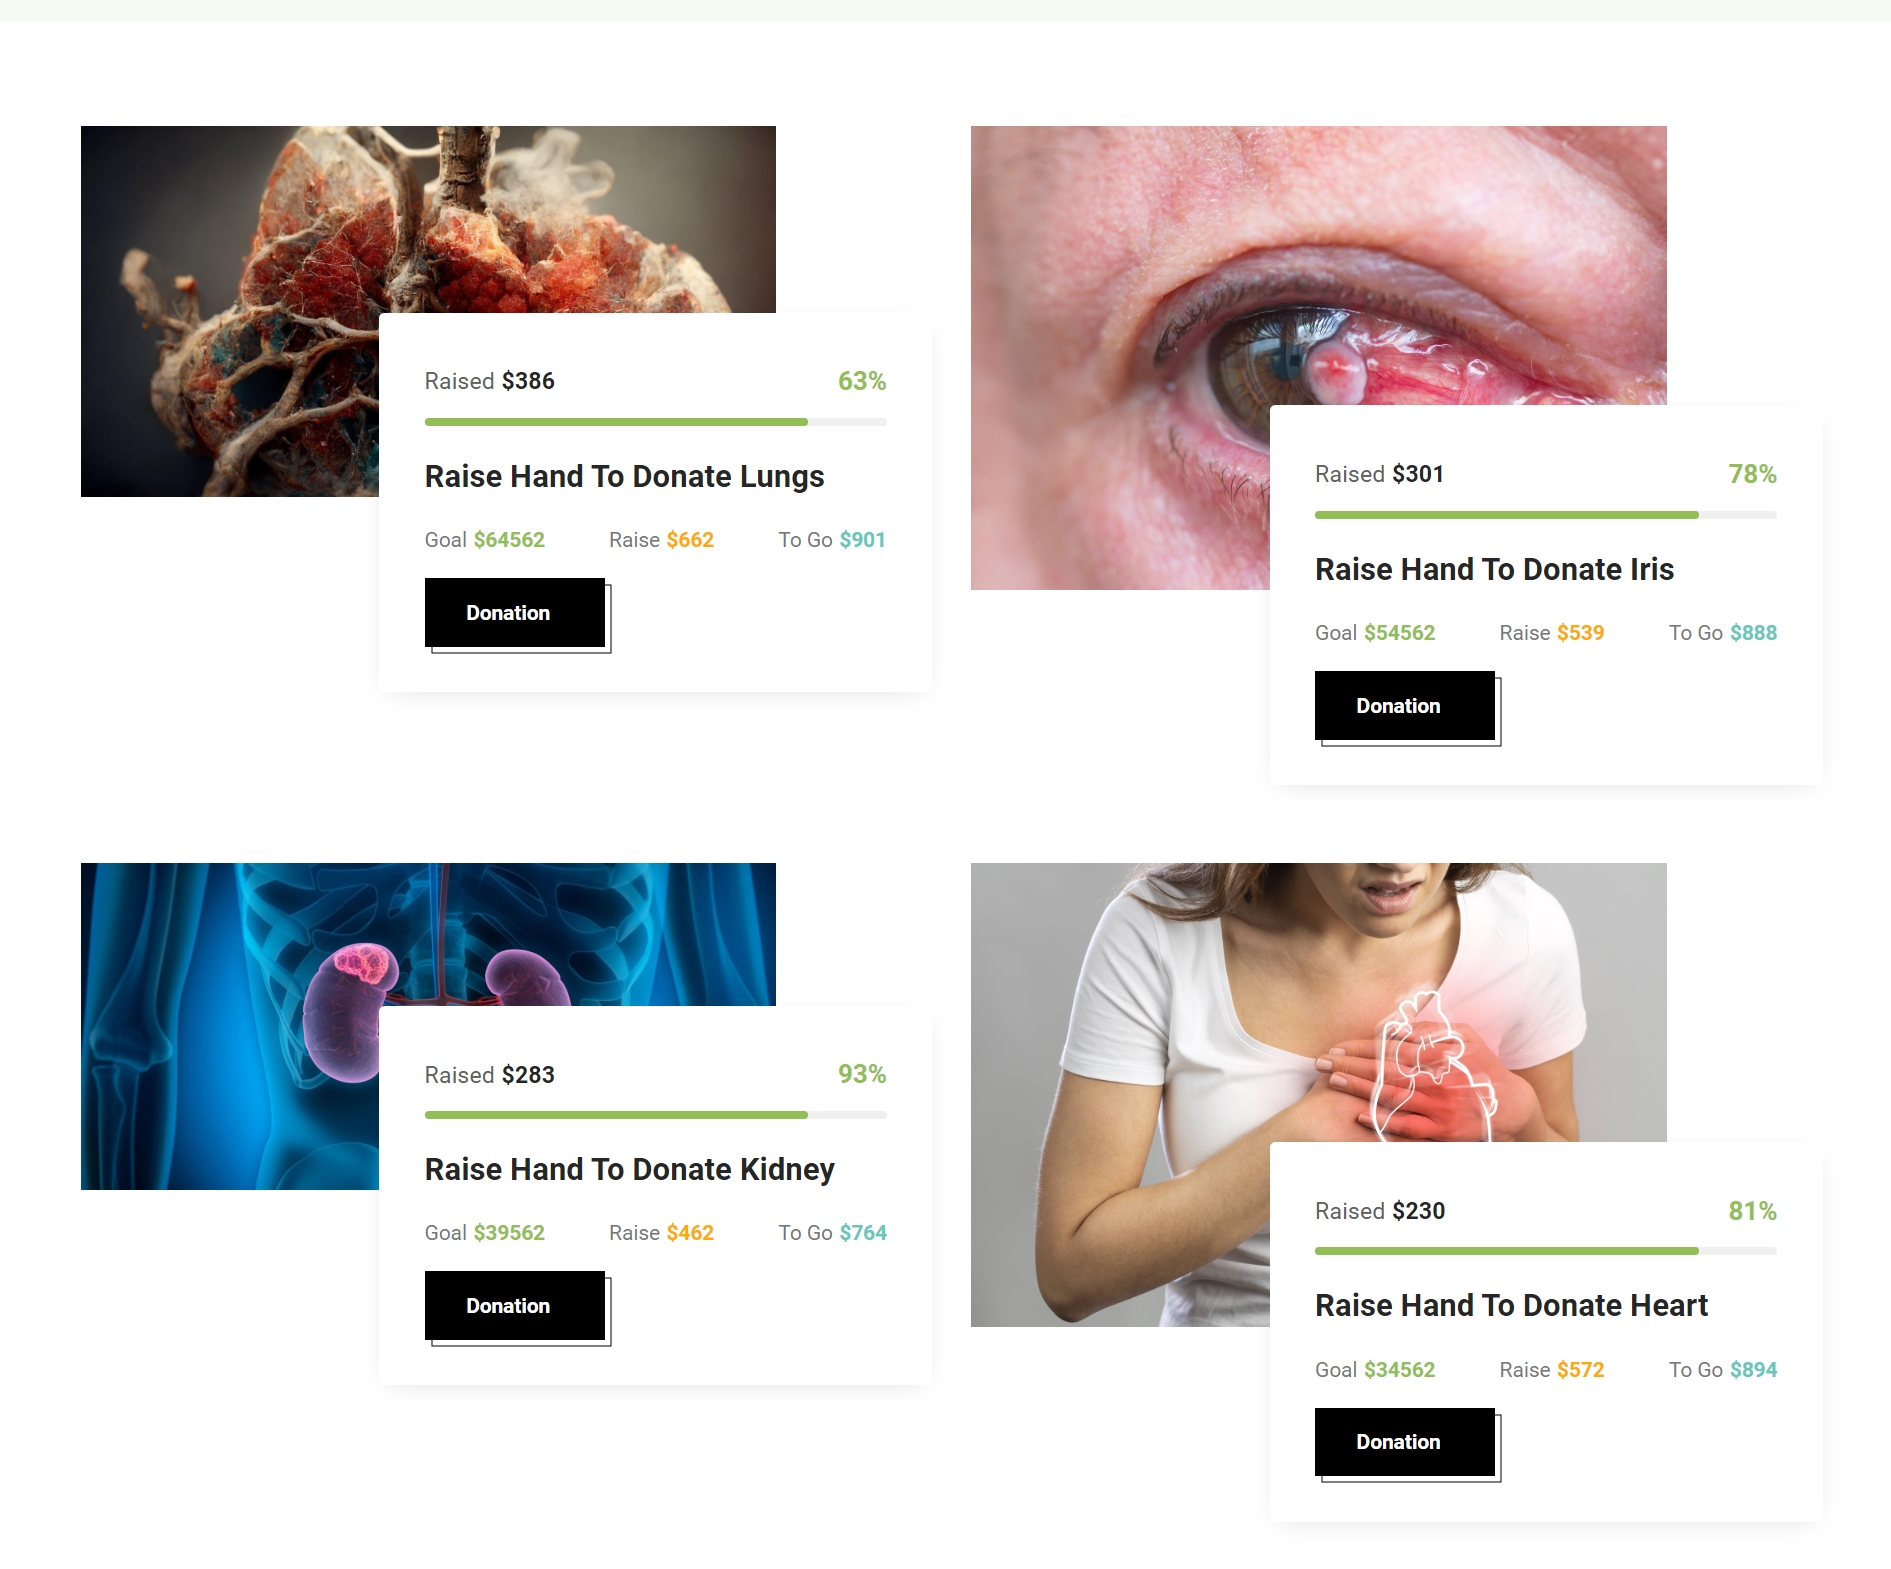 Raised $386 63%
Raise Hand To Donate Lungs
Goal $64562 Raise $662 To Go $901
Donation
Raised $301 78%
Raise Hand To Donate Iris
Goal $54562 Raise $539 To Go $888
Donation
Raised $283 93%
Raise Hand To Donate Kidney
Goal $39562 Raise $462 To Go $764
Donation
Raised $230 81%
Raise Hand To Donate Heart
Goal $34562 Raise $572 To Go $894
Donation